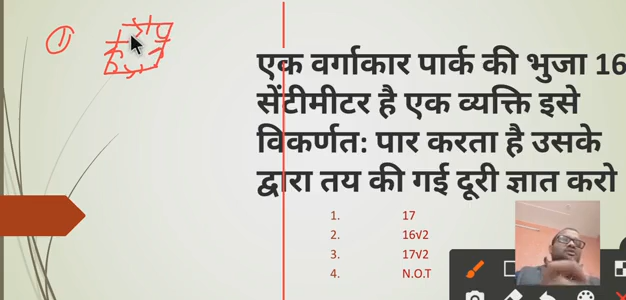 एक वर्गाकार पार्क की भुजा 16
सेंटीमीटर है एक व्यक्ति इसे
विकर्णत: पार करता है उसके
द्वारा तय की गई दूरी ज्ञात करो
1. 17
2. 16√2
3. 17√2
4. N.O.T